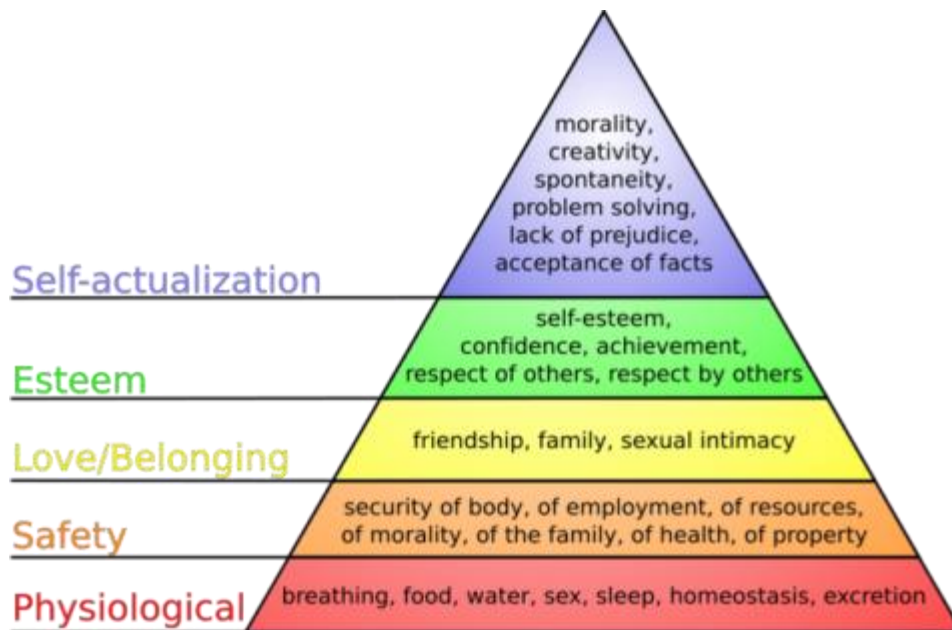 morality,
creativity,
spontaneity,
problem solving,
lack of prejudice,
acceptance of facts
Self-actualization
self-esteem,
confidence, achievement,
respect of others, respect by others
Esteem
friendship, family, sexual intimacy
Love/Belonging
security of body, of employment, of resources,
of morality, of the family, of health, of property
Safety
breathing, food, water, sex, sleep, homeostasis, excretion
Physiological